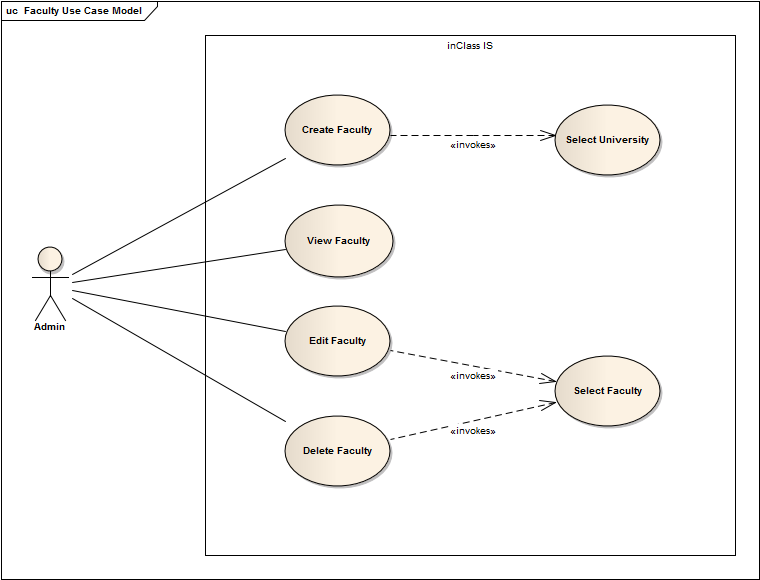 uc Faculty Use Case Model
inClass IS
Create Faculty
«invokes»
Select University
View Faculty
Admin
Edit Faculty
«invokes»
Select Faculty
«invokes»
Delete Faculty